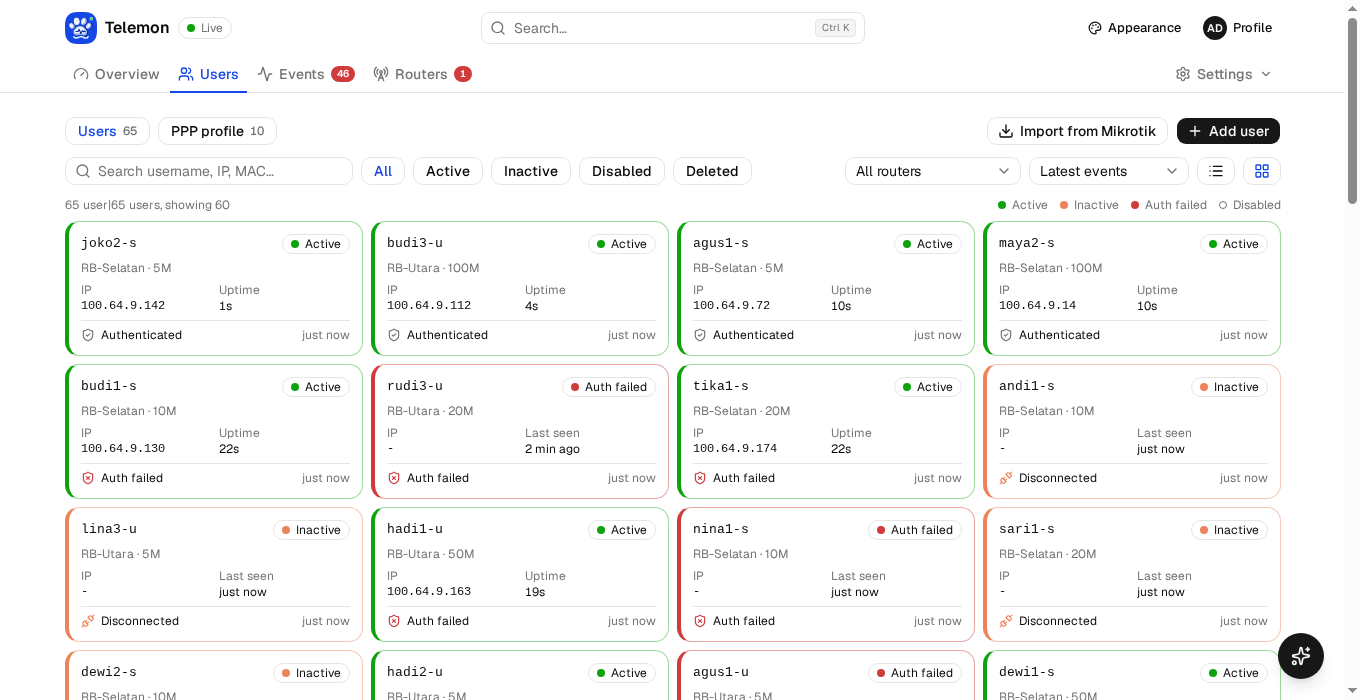 Telemon
Live
Search...
Ctrl K
Appearance
AD
Profile
Overview
Users
Events 46
Routers 1
Settings
Users 65
PPP profile 10
Import from Mikrotik
Add user
Search username, IP, MAC...
All
Active
Inactive
Disabled
Deleted
All routers
Latest events
65 user|65 users, showing 60
Active
Inactive
Auth failed
Disabled
joko2-s
Active
RB-Selatan · 5M
IP
Uptime
100.64.9.142
1s
Authenticated
just now
budi3-u
Active
RB-Utara · 100M
IP
Uptime
100.64.9.112
4s
Authenticated
just now
agus1-s
Active
RB-Selatan · 5M
IP
Uptime
100.64.9.72
10s
Authenticated
just now
maya2-s
Active
RB-Selatan · 100M
IP
Uptime
100.64.9.14
10s
Authenticated
just now
budi1-s
Active
RB-Selatan · 10M
IP
Uptime
100.64.9.130
22s
Auth failed
just now
rudi3-u
Auth failed
RB-Utara · 20M
IP
Last seen
-
2 min ago
Auth failed
just now
tika1-s
Active
RB-Selatan · 20M
IP
Uptime
100.64.9.174
22s
Auth failed
just now
andi1-s
Inactive
RB-Selatan · 10M
IP
Last seen
-
just now
Disconnected
just now
lina3-u
Inactive
RB-Utara · 5M
IP
Last seen
-
just now
Disconnected
just now
hadi1-u
Active
RB-Utara · 50M
IP
Uptime
100.64.9.163
19s
Auth failed
just now
nina1-s
Auth failed
RB-Selatan · 10M
IP
Last seen
-
just now
Auth failed
just now
sari1-s
Inactive
RB-Selatan · 20M
IP
Last seen
-
just now
Disconnected
just now
dewi2-s
Inactive
RB-Selatan · 10M
hadi2-u
Active
RB-Utara · 5M
agus1-u
Auth failed
RB-Utara · 5M
dewi1-s
Active
RB-Selatan · 50M